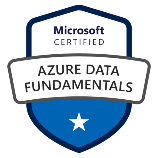 Microsoft
CERTIFIED
AZURE DATA
FUNDAMENTALS